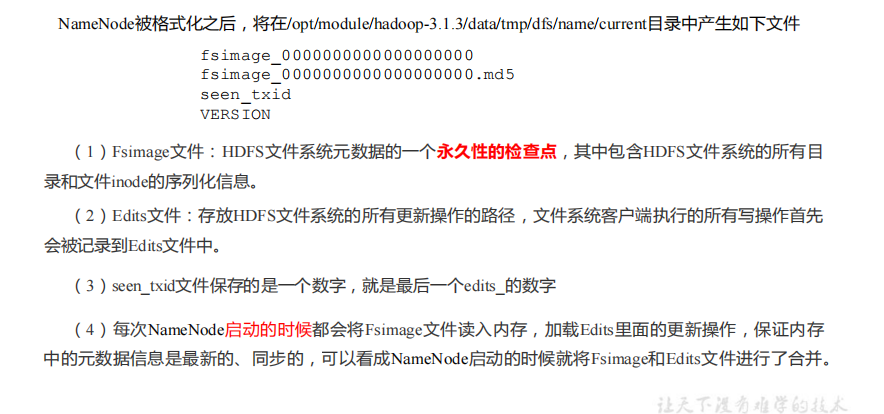 NameNode被格式化之后，将在/opt/module/hadoop-3.1.3/data/tmp/dfs/name/current目录中产生如下文件
fsimage_0000000000000000000
fsimage_0000000000000000000.md5
seen_txid
VERSION
（1）Fsimage文件：HDFS文件系统元数据的一个永久性的检查点，其中包含HDFS文件系统的所有目
录和文件inode的序列化信息。
（2）Edits文件：存放HDFS文件系统的所有更新操作的路径，文件系统客户端执行的所有写操作首先
会被记录到Edits文件中。
（3）seen_txid文件保存的是一个数字，就是最后一个edits_的数字
（4）每次NameNode启动的时候都会将Fsimage文件读入内存，加载Edits里面的更新操作，保证内存
中的元数据信息是最新的、同步的，可以看成NameNode启动的时候就将Fsimage和Edits文件进行了合并。
让天下没有难学的技术